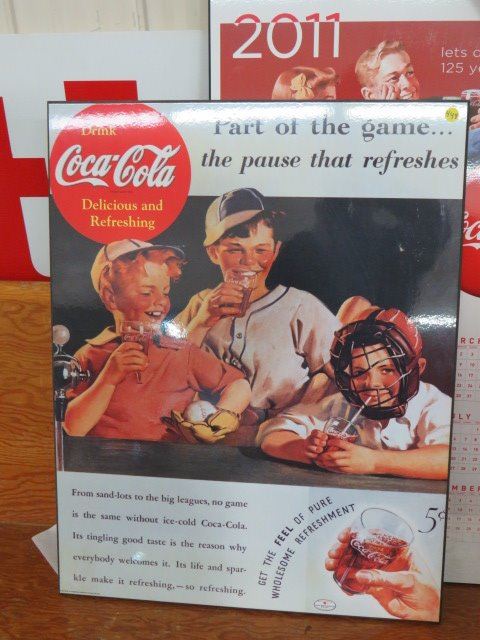 2011
lets
125
Drink
Coca-Cola
Delicious and
Refreshing
Part of the game...
the pause that refreshes
From sand-lots to the big leagues, no game
is the same without ice-cold Coca-Cola.
Its tingling good taste is the reason why
everybody welcomes it. Its life and spar-
kle make it refreshing,—so refreshing.
GET THE FEEL OF PURE
WHOLESOME REFRESHMENT
5¢
Coca-Cola